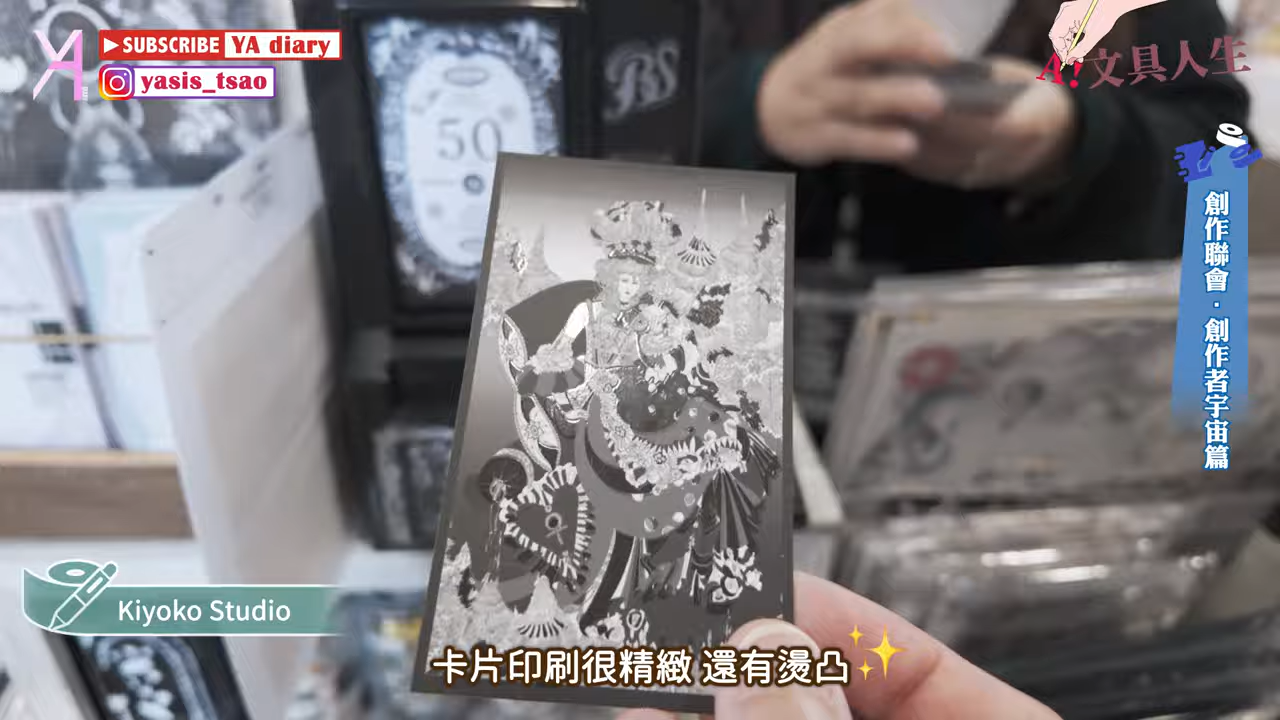 YA
SUBSCRIBE YA diary
yasis_tsao
A!文具人生
創作聯會・創作者宇宙篇
50
BS
Kiyoko Studio
卡片印刷很精緻 還有燙凸